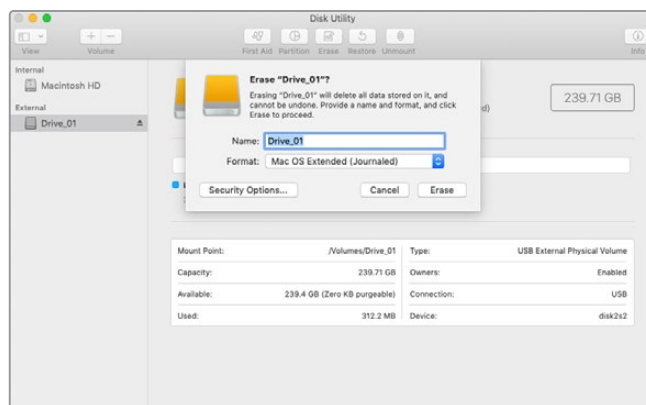 Disk Utility
View
Volume
First Aid Partition Erase Restore Unmount
Info
Internal
Macintosh HD
External
Drive_01
Erase “Drive_01”?
Erasing “Drive_01” will delete all data stored on it, and
cannot be undone. Provide a name and format, and click
Erase to proceed.
ed)
239.71 GB
Name: Drive_01
Format: Mac OS Extended (Journaled)
Security Options... Cancel Erase
Mount Point: /Volumes/Drive_01 Type: USB External Physical Volume
Capacity: 239.71 GB Owners: Enabled
Available: 239.4 GB (Zero KB purgeable) Connection: USB
Used: 312.2 MB Device: disk2s2